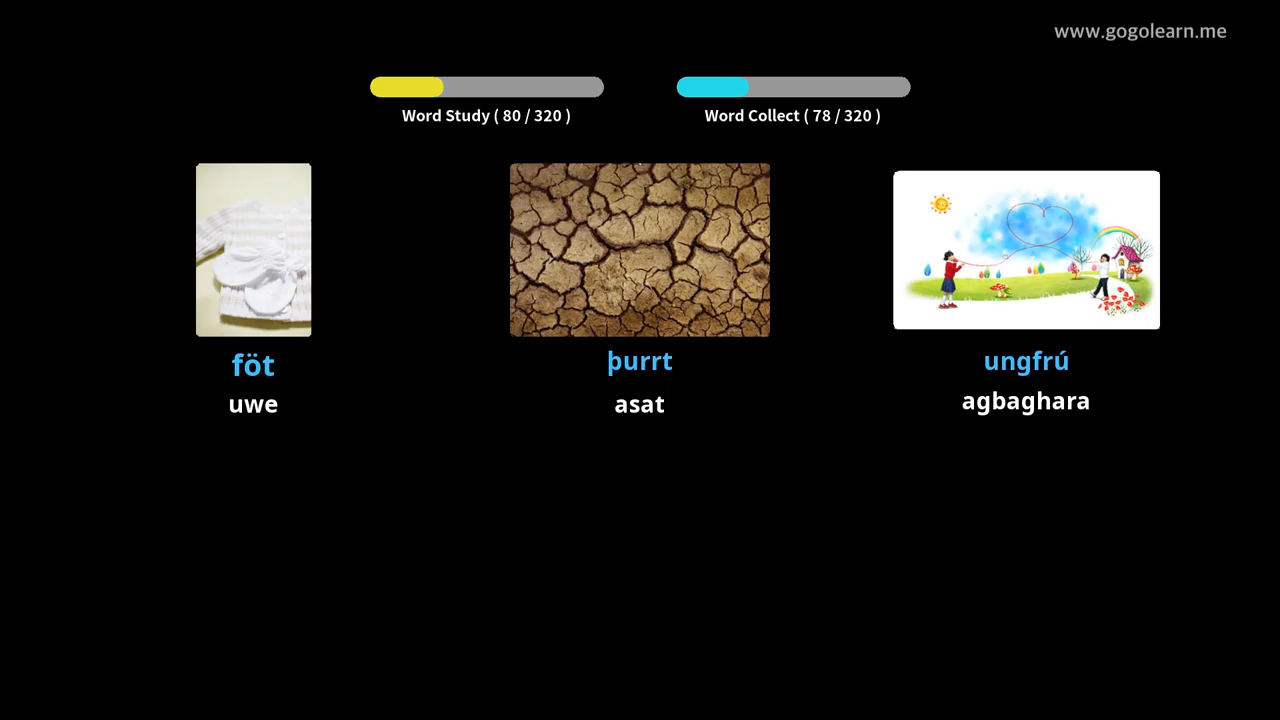 www.gogolearn.me
Word Study ( 80 / 320 )
Word Collect ( 78 / 320 )
föt
uwe
þurrt
asat
ungfrú
agbaghara